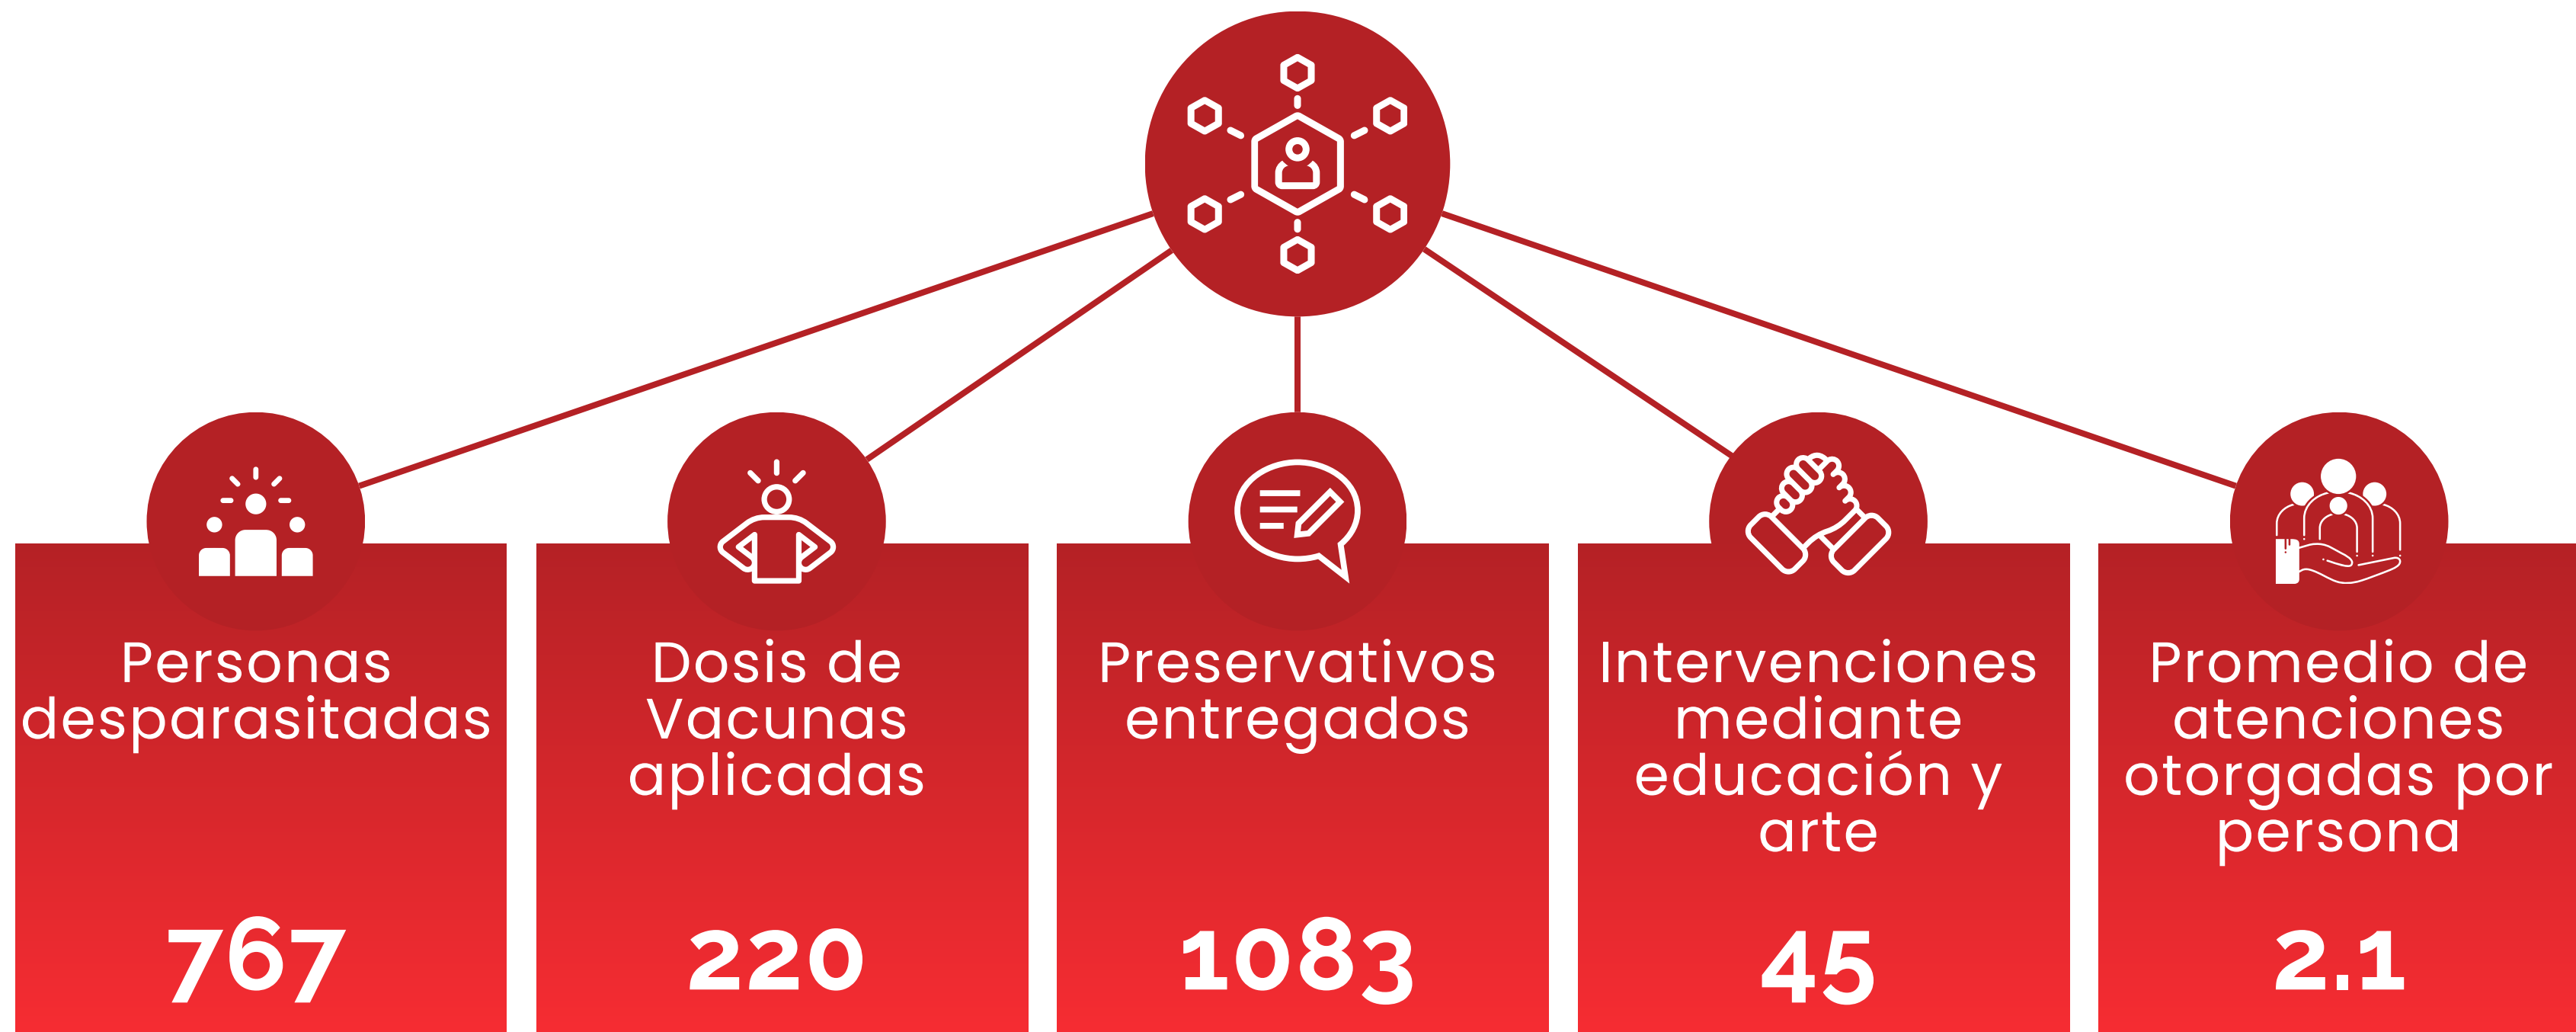 Personas
desparasitadas
767
Dosis de
Vacunas
aplicadas
220
Preservativos
entregados
1083
Intervenciones
mediante
educación y
arte
45
Promedio de
atenciones
otorgadas por
persona
2.1